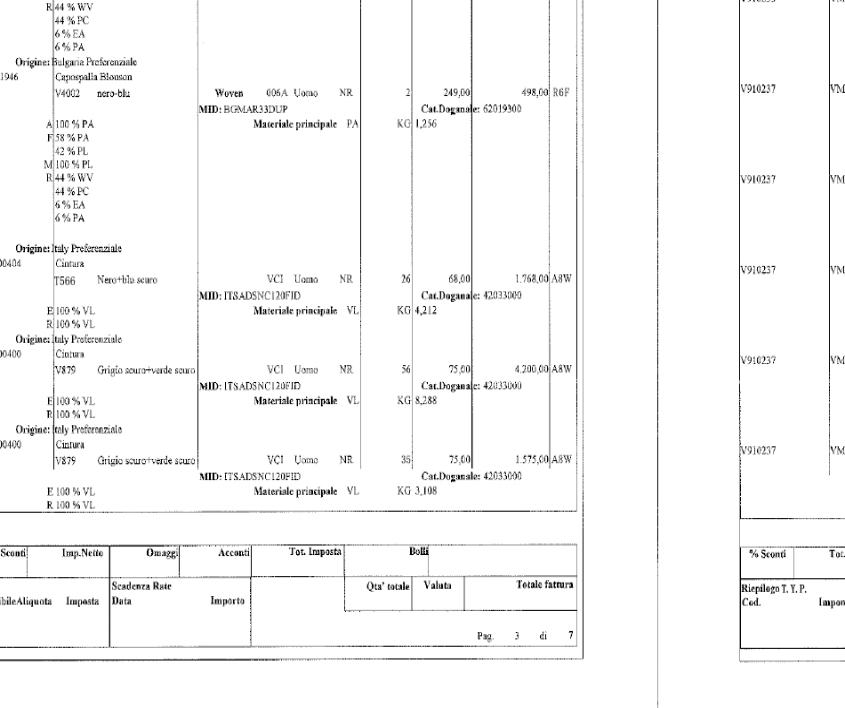 R 44 % WV
44 % PC
6 % EA
6 % PA
Origine: Bulgaria Preferenziale
1946 Capospalla Blouson
V4002 nero-blu Woven 006A Uomo NR 2 249,00 498,00 R6F
MID: BGMAR33DUP Cat.Doganale: 62019300
A 100 % PA Materiale principale PA KG 1,256
F 58 % PA
42 % PL
M 100 % PL
R 44 % WV
44 % PC
6 % EA
6 % PA
Origine: Italy Preferenziale
00404 Cintura
T566 Nero+blu scuro VCI Uomo NR 26 68,00 1.768,00 A8W
MID: ITSADSNC120FID Cat.Doganale: 42033000
E 100 % VL Materiale principale VL KG 4,212
R 100 % VL
Origine: Italy Preferenziale
00400 Cintura
V879 Grigio scuro+verde scuro VCI Uomo NR 56 75,00 4.200,00 A8W
MID: ITSADSNC120FID Cat.Doganale: 42033000
E 100 % VL Materiale principale VL KG 8,288
R 100 % VL
Origine: Italy Preferenziale
00400 Cintura
V879 Grigio scuro+verde scuro VCI Uomo NR 35 75,00 1.575,00 A8W
MID: ITSADSNC120FID Cat.Doganale: 42033000
E 100 % VL Materiale principale VL KG 3,108
R 100 % VL
Sconti Imp.Netto Omaggi Acconti Tot. Imposta Bolli
Scadenza Rate Qta' totale Valuta Totale fattura
ibile Aliquota Imposta Data Importo
Pag. 3 di 7
V910237 VM
V910237 VM
V910237 VM
V910237 VM
V910237 VM
% Sconti Tot.
Riepilogo T. Y. P.
Cod. Impon